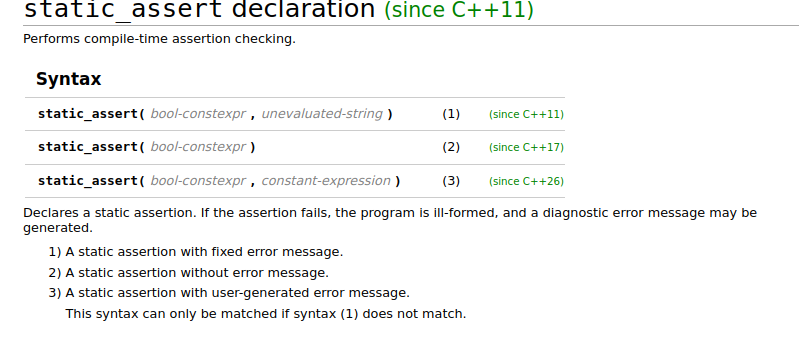 static_assert declaration (since C++11)
Performs compile-time assertion checking.
Syntax
static_assert( bool-constexpr , unevaluated-string ) (1) (since C++11)
static_assert( bool-constexpr ) (2) (since C++17)
static_assert( bool-constexpr , constant-expression ) (3) (since C++26)
Declares a static assertion. If the assertion fails, the program is ill-formed, and a diagnostic error message may be
generated.
1) A static assertion with fixed error message.
2) A static assertion without error message.
3) A static assertion with user-generated error message.
This syntax can only be matched if syntax (1) does not match.